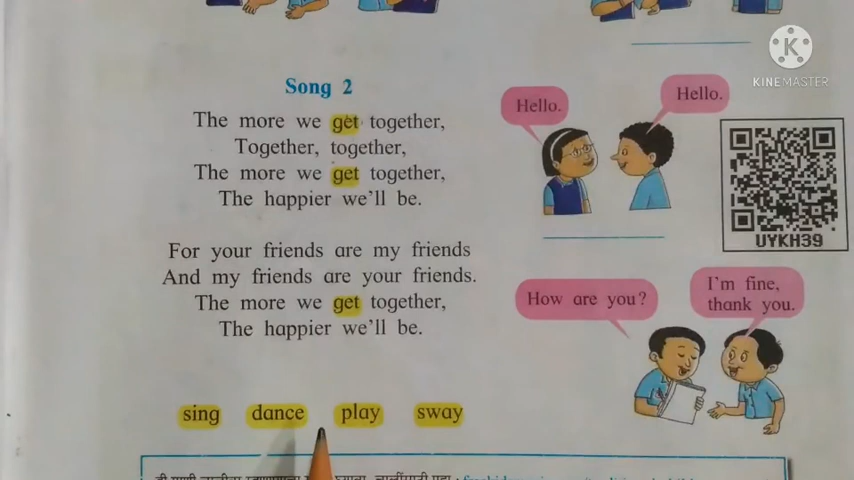 KINEMASTER
Song 2
The more we get together,
Together, together,
The more we get together,
The happier we'll be.
For your friends are my friends
And my friends are your friends.
The more we get together,
The happier we'll be.
sing dance play sway
Hello.
Hello.
UYKH39
How are you?
I'm fine,
thank you.